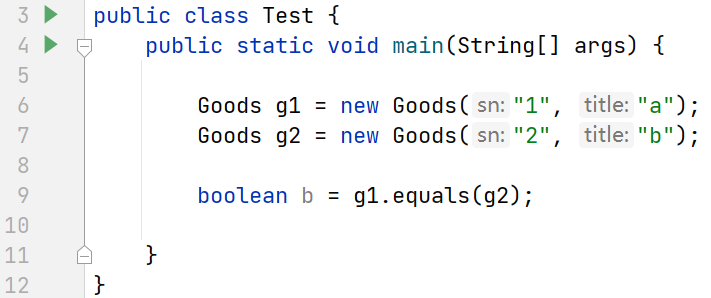 3 public class Test {
4     public static void main(String[] args) {
5
6         Goods g1 = new Goods( sn: "1", title: "a");
7         Goods g2 = new Goods( sn: "2", title: "b");
8
9         boolean b = g1.equals(g2);
10
11     }
12 }